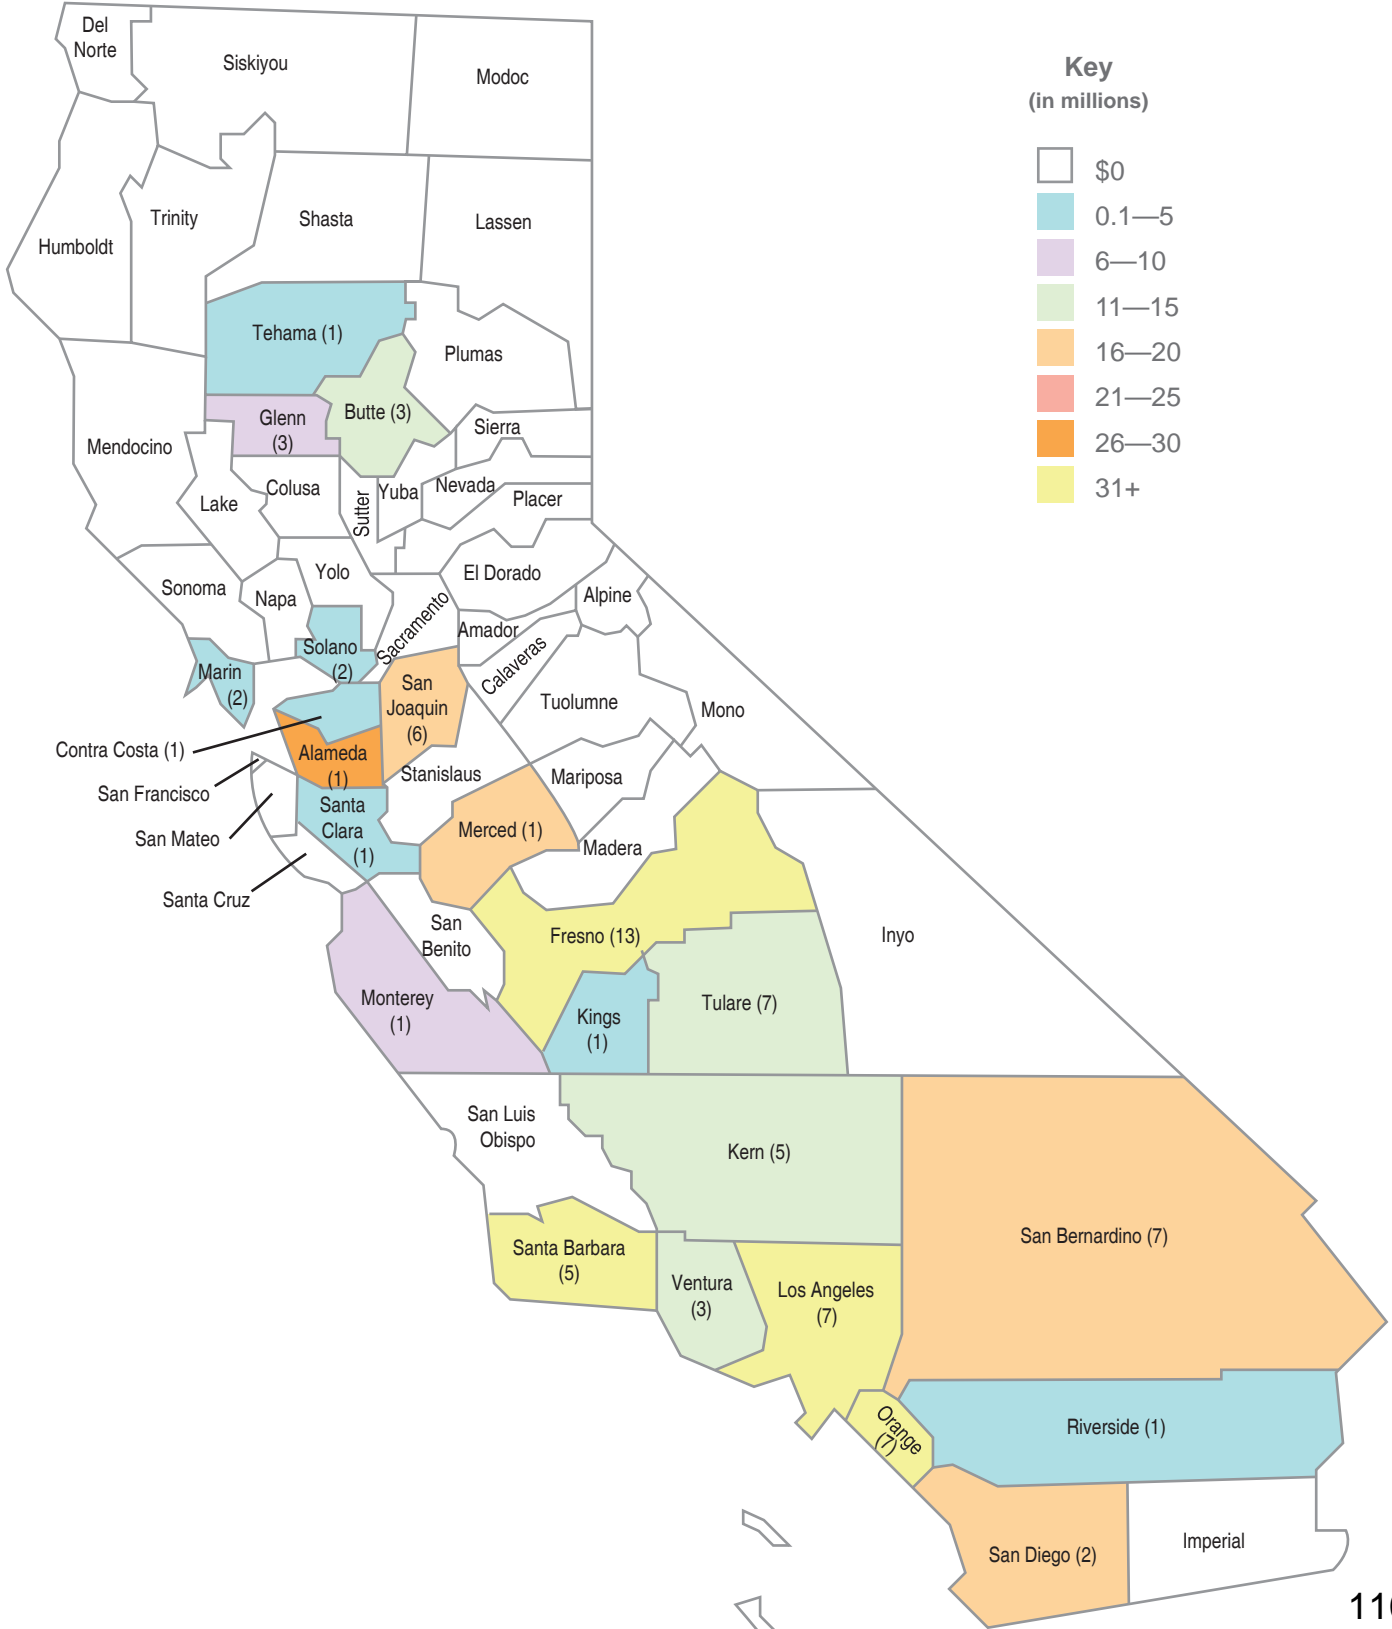 Del
Norte
Siskiyou
Modoc
Key
(in millions)
$0
0.1—5
6—10
11—15
16—20
21—25
26—30
31+
Humboldt
Trinity
Shasta
Lassen
Tehama (1)
Plumas
Mendocino
Glenn
(3)
Butte (3)
Sierra
Lake
Colusa
Sutter
Yuba
Nevada
Placer
Sonoma
Napa
Yolo
El Dorado
Alpine
Sacramento
Amador
Calaveras
Marin
(2)
Solano
(2)
San
Joaquin
(6)
Tuolumne
Mono
Contra Costa (1)
Alameda
(1)
Stanislaus
Mariposa
San Francisco
San Mateo
Santa
Clara
(1)
Merced (1)
Madera
Santa Cruz
San
Benito
Fresno (13)
Inyo
Monterey
(1)
Kings
(1)
Tulare (7)
San Luis
Obispo
Kern (5)
Santa Barbara
(5)
Ventura
(3)
Los Angeles
(7)
San Bernardino (7)
Orange
(7)
Riverside (1)
San Diego (2)
Imperial